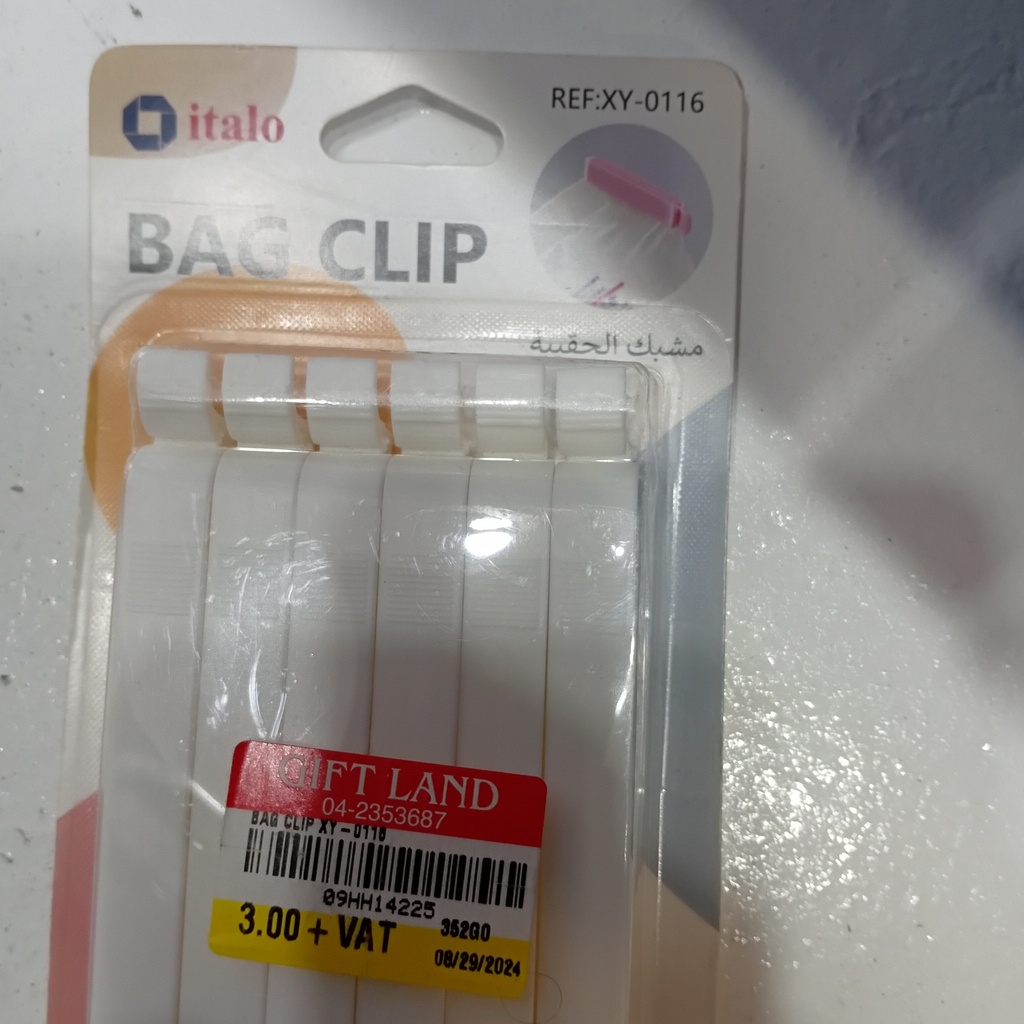 italo
REF:XY-0116
BAG CLIP
مشبك الحقيبة
GIFT LAND
04-2353687
BAG CLIP XY-0116
09HH14225
3.00 + VAT
352G0
08/29/2024